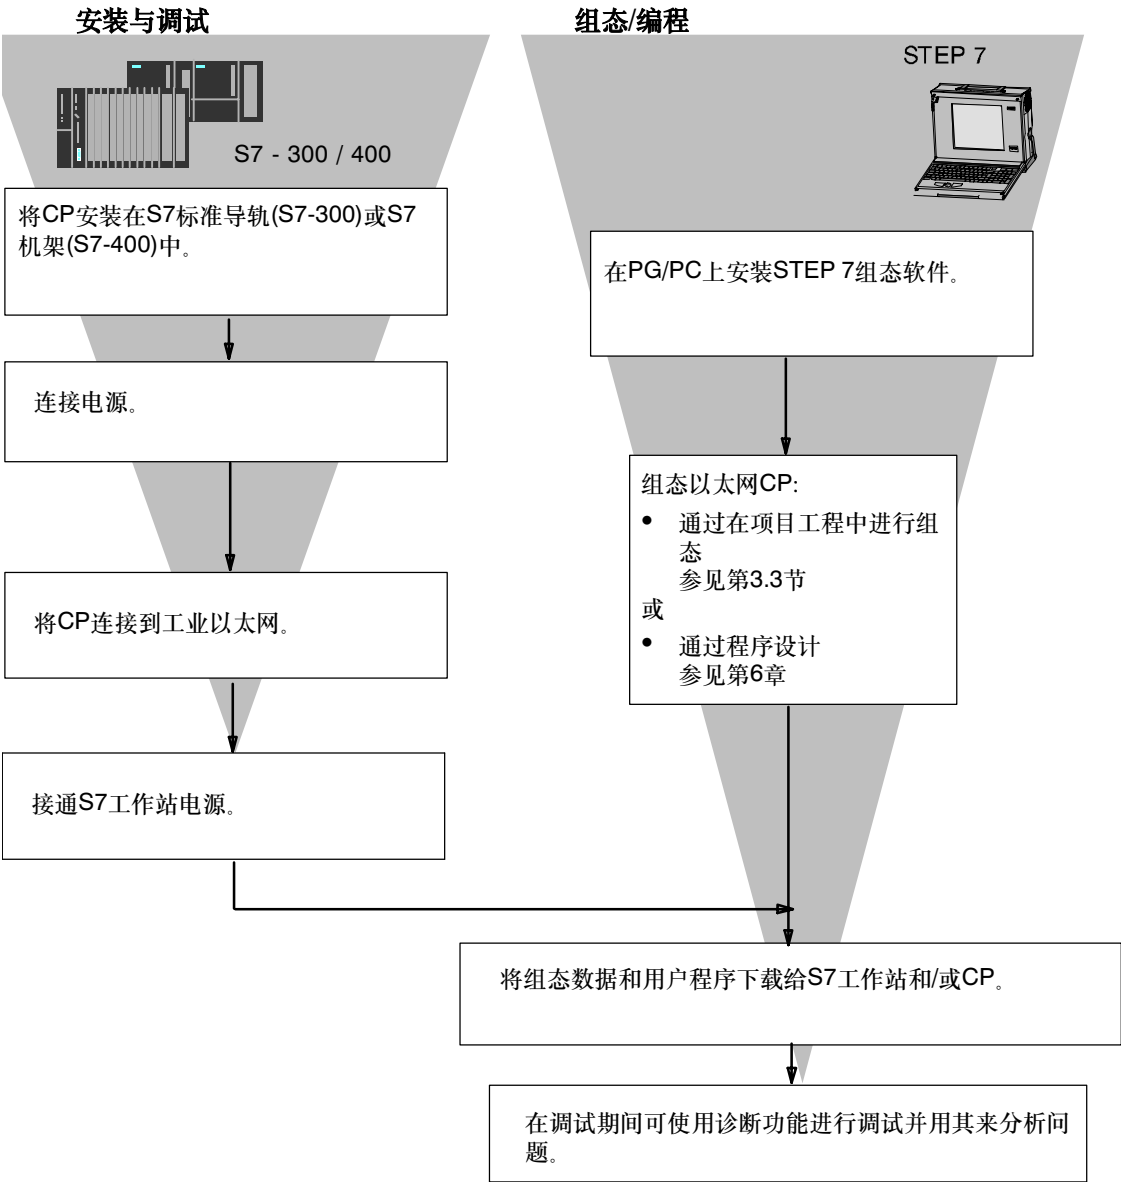 安装与调试
S7 - 300 / 400
将CP安装在S7标准导轨(S7-300)或S7
机架(S7-400)中。
连接电源。
将CP连接到工业以太网。
接通S7工作站电源。
组态/编程
STEP 7
在PG/PC上安装STEP 7组态软件。
组态以太网CP:
• 通过在项目工程中进行组
态
参见第3.3节
或
• 通过程序设计
参见第6章
将组态数据和用户程序下载给S7工作站和/或CP。
在调试期间可使用诊断功能进行调试并用其来分析问
题。